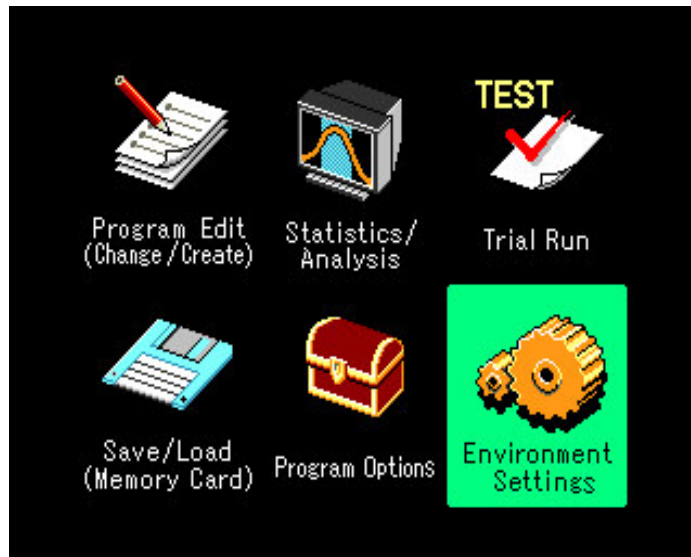 Program Edit
(Change/Create)
Statistics/
Analysis
TEST
Trial Run
Save/Load
(Memory Card)
Program Options
Environment
Settings